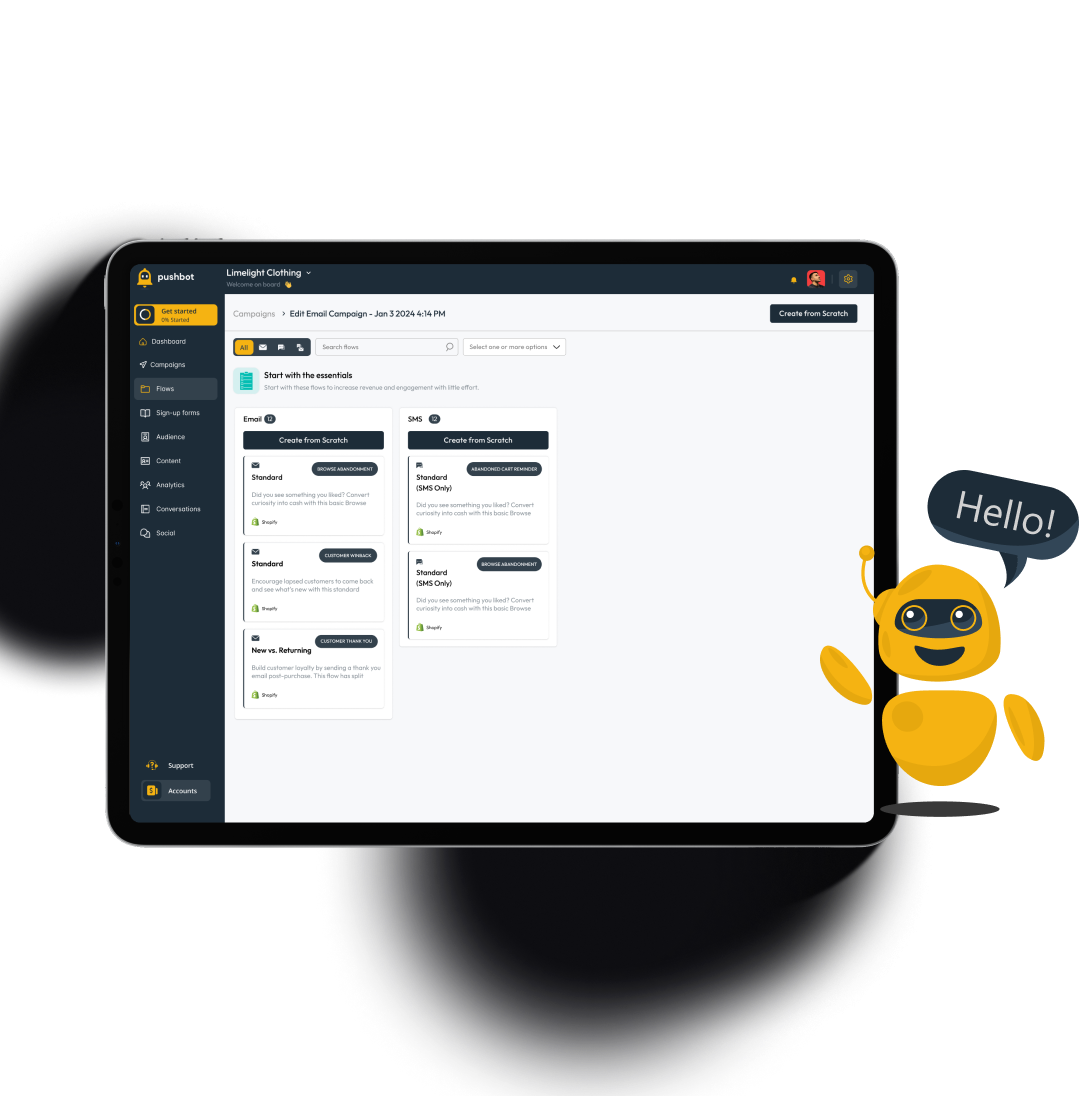 pushbot
Limelight Clothing
Welcome on board 👋
Get started
0% Started
Dashboard
Campaigns
Flows
Sign-up forms
Audience
Content
Analytics
Conversations
Social
Support
Accounts
Campaigns > Edit Email Campaign - Jan 3 2024 4:14 PM
Create from Scratch
All
Search flows
Select one or more options
Start with the essentials
Start with these flows to increase revenue and engagement with little effort.
Email 12
Create from Scratch
BROWSE ABANDONMENT
Standard
Did you see something you liked? Convert
curiosity into cash with this basic Browse
Shopify
CUSTOMER WINBACK
Standard
Encourage lapsed customers to come back
and see what's new with this standard
Shopify
CUSTOMER THANK YOU
New vs. Returning
Build customer loyalty by sending a thank you
email post-purchase. This flow has split
Shopify
SMS 12
Create from Scratch
ABANDONED CART REMINDER
Standard
(SMS Only)
Did you see something you liked? Convert
curiosity into cash with this basic Browse
Shopify
BROWSE ABANDONMENT
Standard
(SMS Only)
Did you see something you liked? Convert
curiosity into cash with this basic Browse
Shopify
Hello!